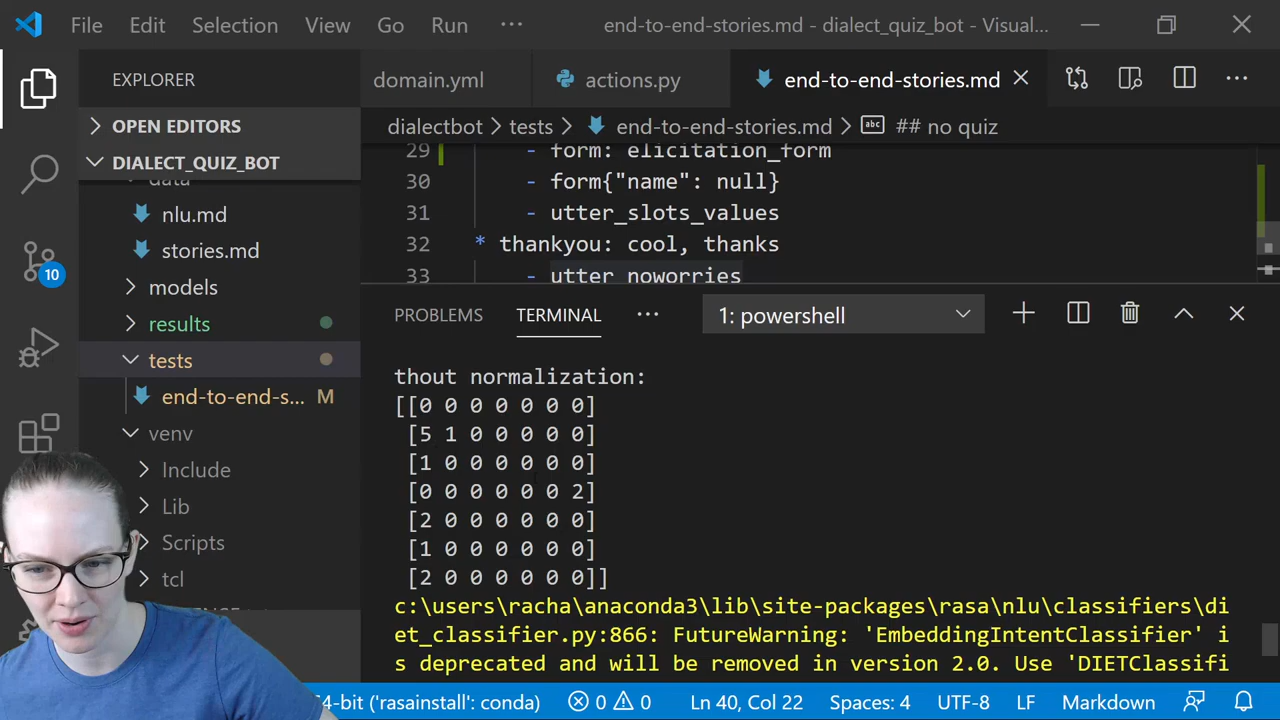 File Edit Selection View Go Run ··· end-to-end-stories.md - dialect_quiz_bot - Visual...
EXPLORER
OPEN EDITORS
DIALECT_QUIZ_BOT
data
nlu.md
stories.md
10
models
results
tests
end-to-end-s... M
venv
Include
Lib
Scripts
tcl
domain.yml actions.py end-to-end-stories.md
dialectbot > tests > end-to-end-stories.md > abc ## no quiz
29 - form: elicitation_form
30 - form{"name": null}
31 - utter_slots_values
32 * thankyou: cool, thanks
33 - utter_noworries
PROBLEMS TERMINAL ··· 1: powershell
thout normalization:
[[0 0 0 0 0 0 0]
[5 1 0 0 0 0 0]
[1 0 0 0 0 0 0]
[0 0 0 0 0 0 2]
[2 0 0 0 0 0 0]
[1 0 0 0 0 0 0]
[2 0 0 0 0 0 0]]
c:\users\racha\anaconda3\lib\site-packages\rasa\nlu\classifiers\di
et_classifier.py:866: FutureWarning: 'EmbeddingIntentClassifier' i
s deprecated and will be removed in version 2.0. Use 'DIETClassifi
4-bit ('rasainstall': conda) 0 0 Ln 40, Col 22 Spaces: 4 UTF-8 LF Markdown